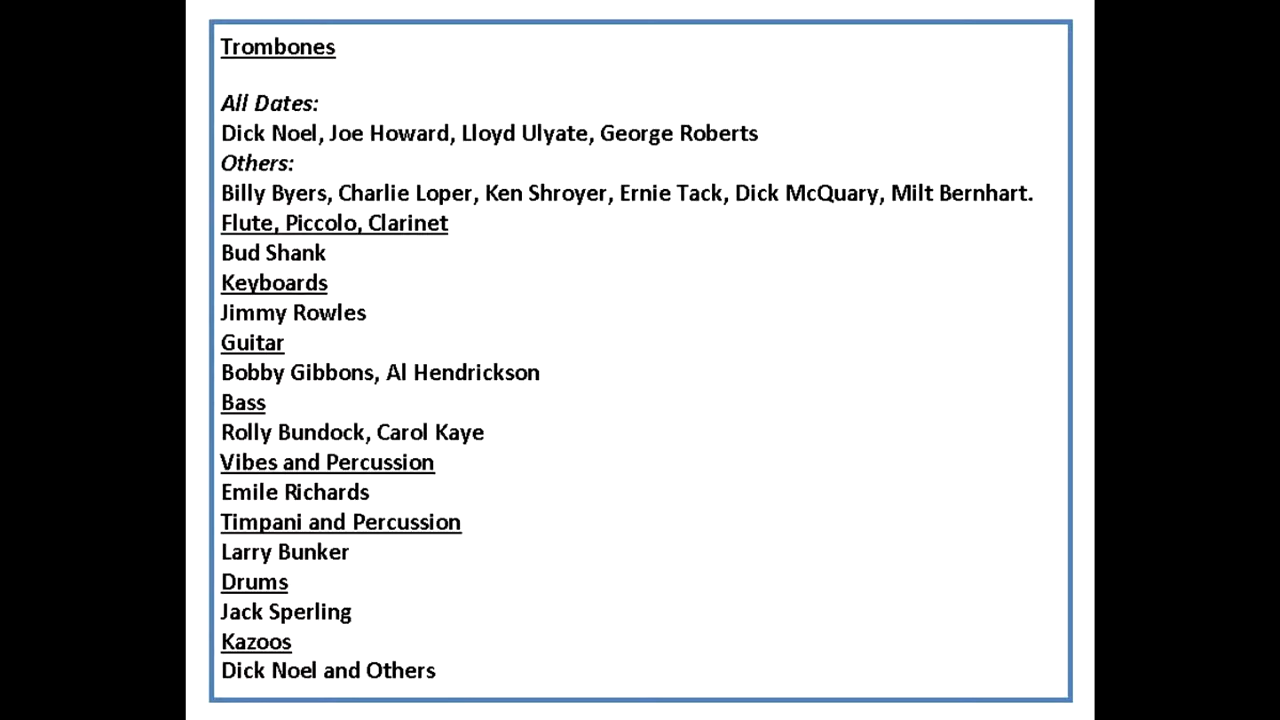 Trombones
All Dates:
Dick Noel, Joe Howard, Lloyd Ulyate, George Roberts
Others:
Billy Byers, Charlie Loper, Ken Shroyer, Ernie Tack, Dick McQuary, Milt Bernhart.
Flute, Piccolo, Clarinet
Bud Shank
Keyboards
Jimmy Rowles
Guitar
Bobby Gibbons, Al Hendrickson
Bass
Rolly Bundock, Carol Kaye
Vibes and Percussion
Emile Richards
Timpani and Percussion
Larry Bunker
Drums
Jack Sperling
Kazoos
Dick Noel and Others